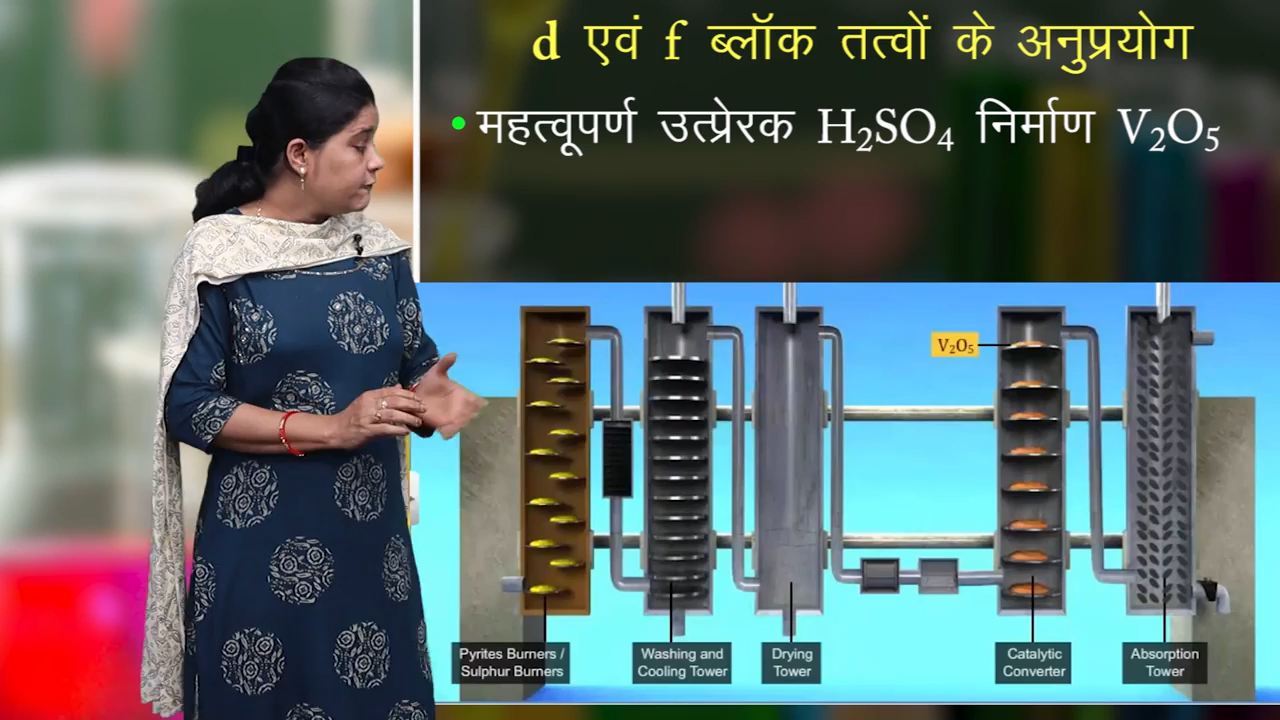 d एवं f ब्लॉक तत्वों के अनुप्रयोग
• महत्वूपर्ण उत्प्रेरक H₂SO₄ निर्माण V₂O₅
V₂O₅
Pyrites Burners /
Sulphur Burners
Washing and
Cooling Tower
Drying
Tower
Catalytic
Converter
Absorption
Tower